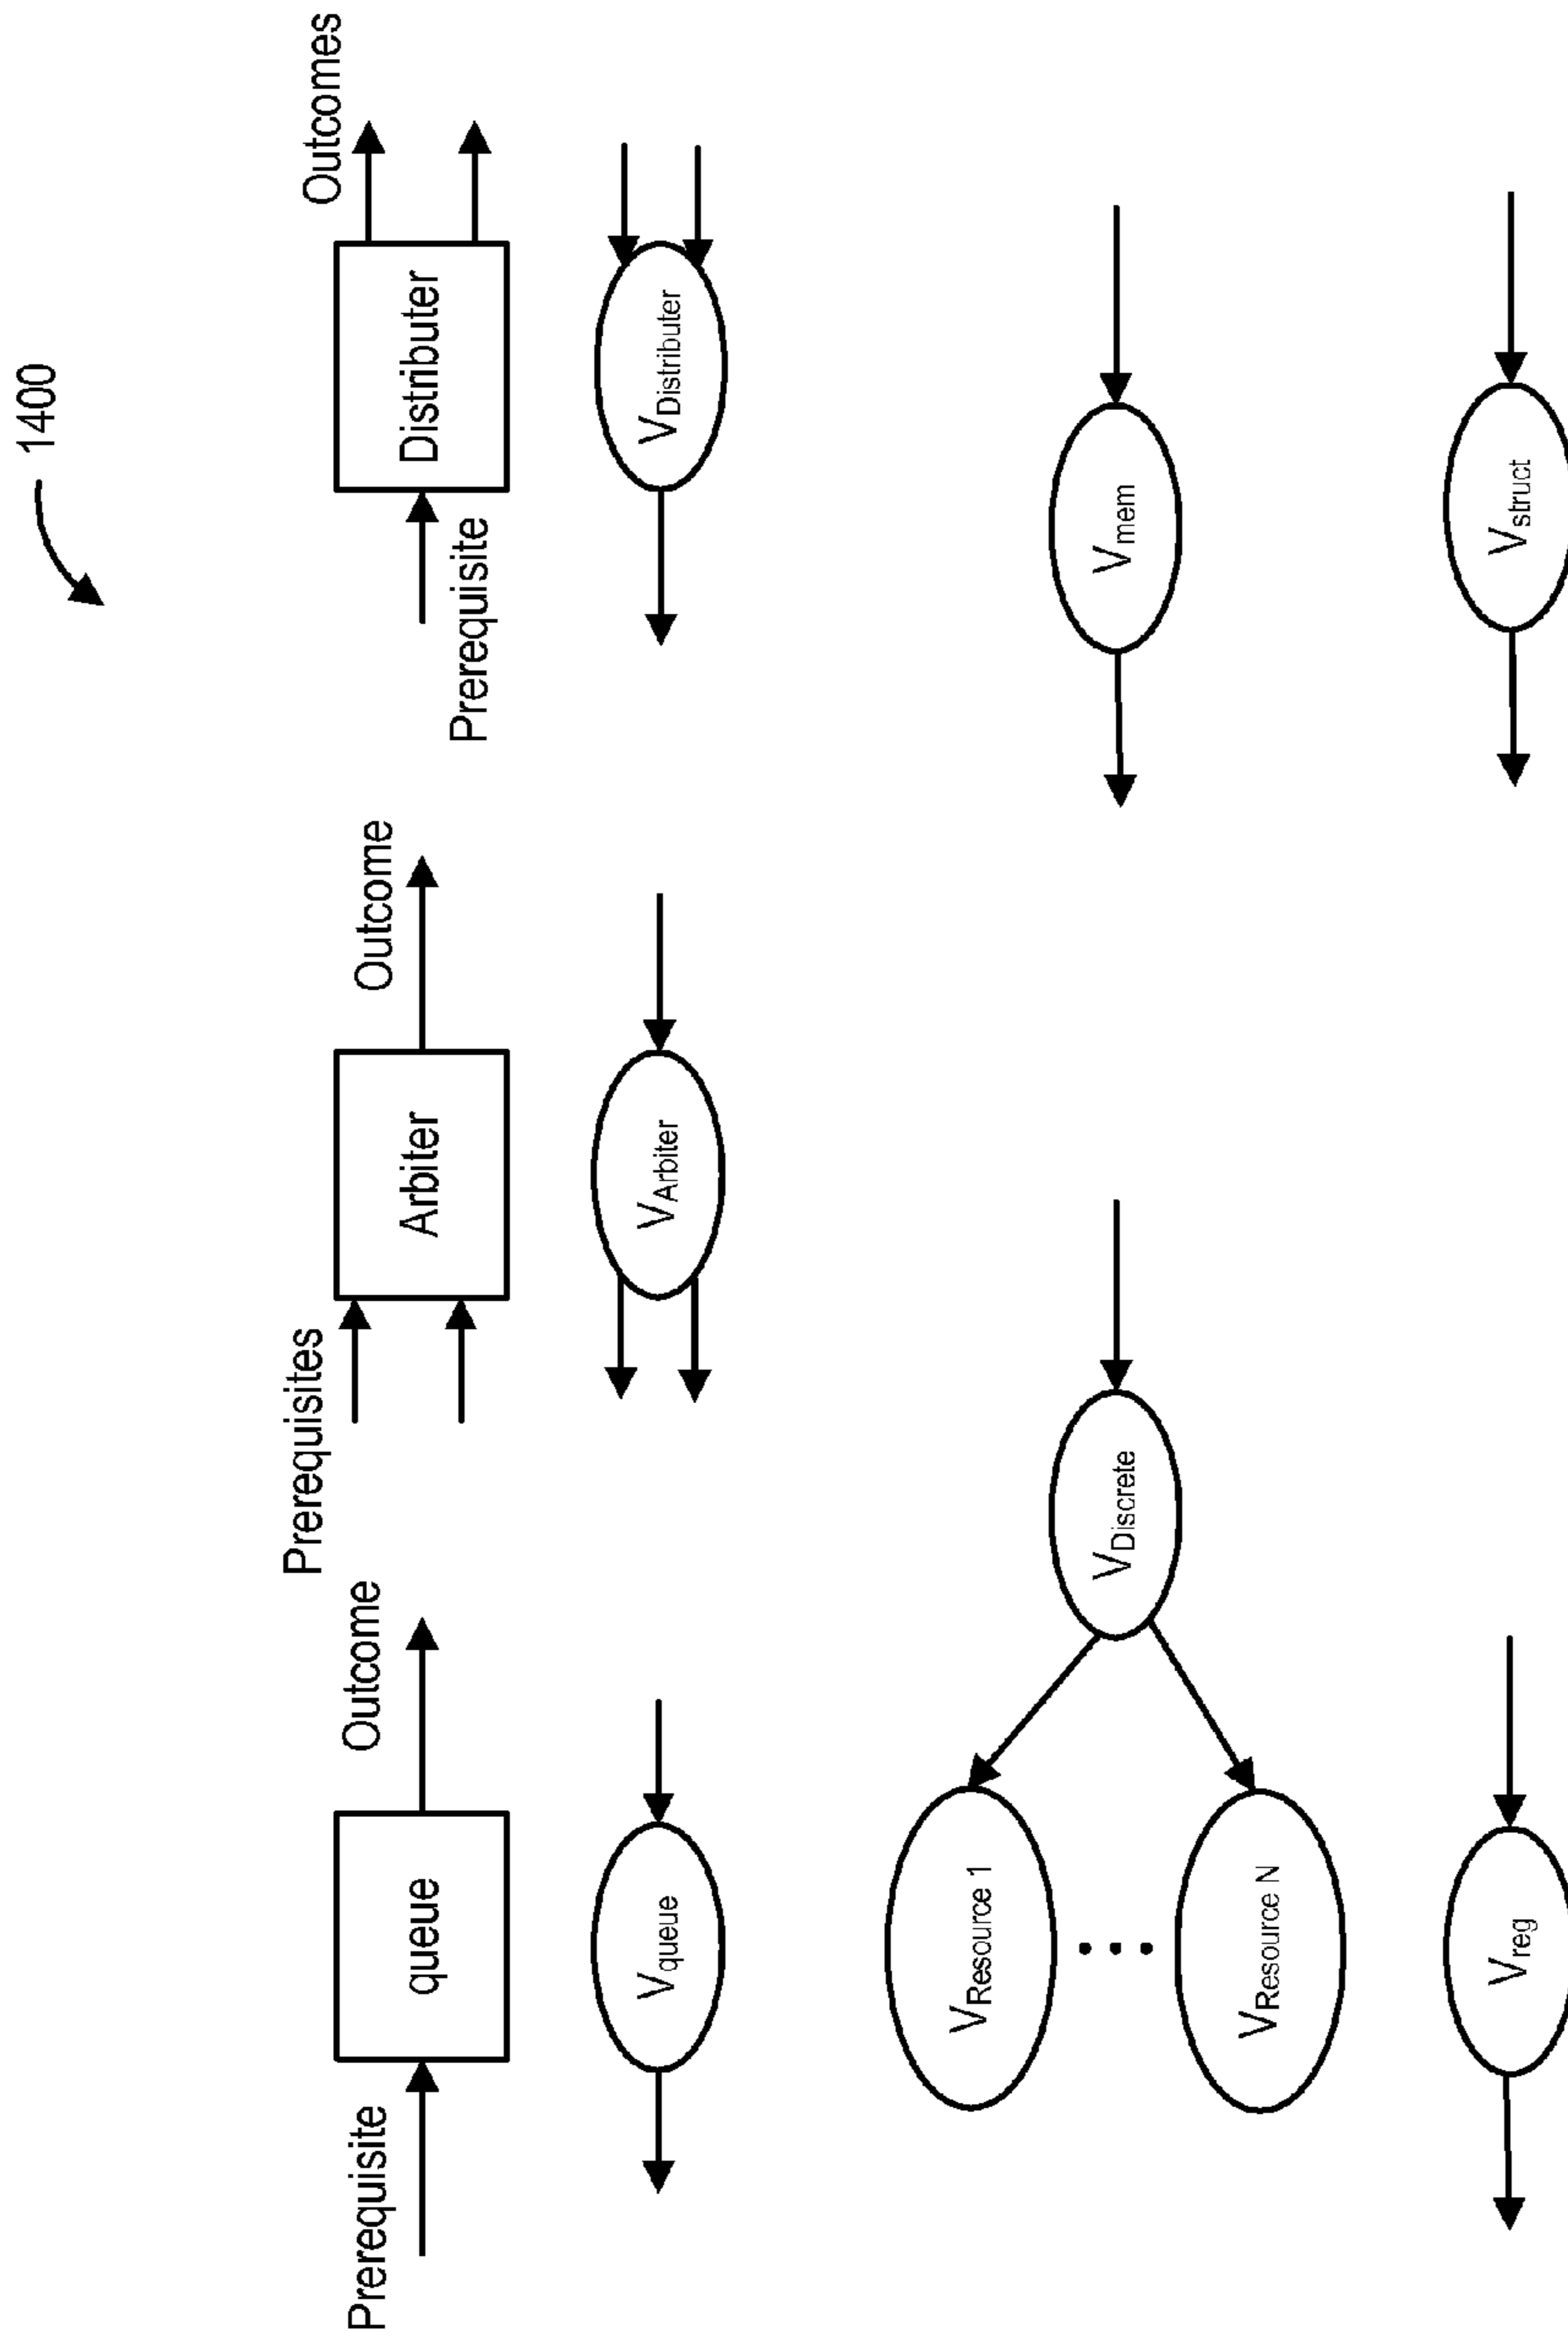 1400
Prerequisite
queue
Outcome
Prerequisites
Arbiter
Outcome
Prerequisite
Distributer
Outcomes
Vqueue
VArbiter
VDistributer
VResource 1
VResource N
VDiscrete
Vmem
Vreg
Vstruct